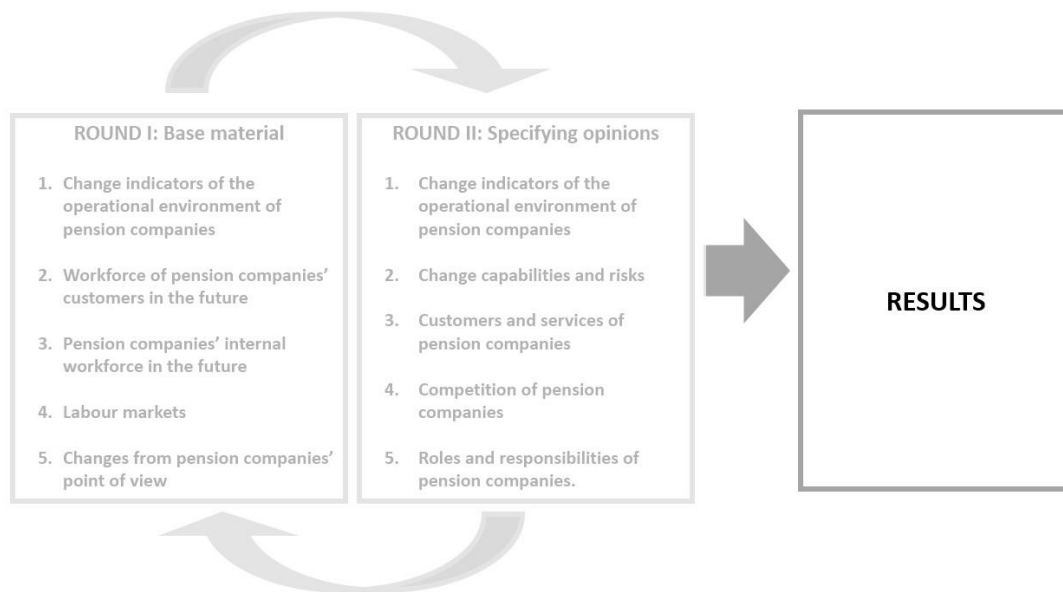 ROUND I: Base material
1. Change indicators of the
operational environment of
pension companies
2. Workforce of pension companies’
customers in the future
3. Pension companies’ internal
workforce in the future
4. Labour markets
5. Changes from pension companies’
point of view
ROUND II: Specifying opinions
1. Change indicators of the
operational environment of
pension companies
2. Change capabilities and risks
3. Customers and services of
pension companies
4. Competition of pension
companies
5. Roles and responsibilities of
pension companies.
RESULTS